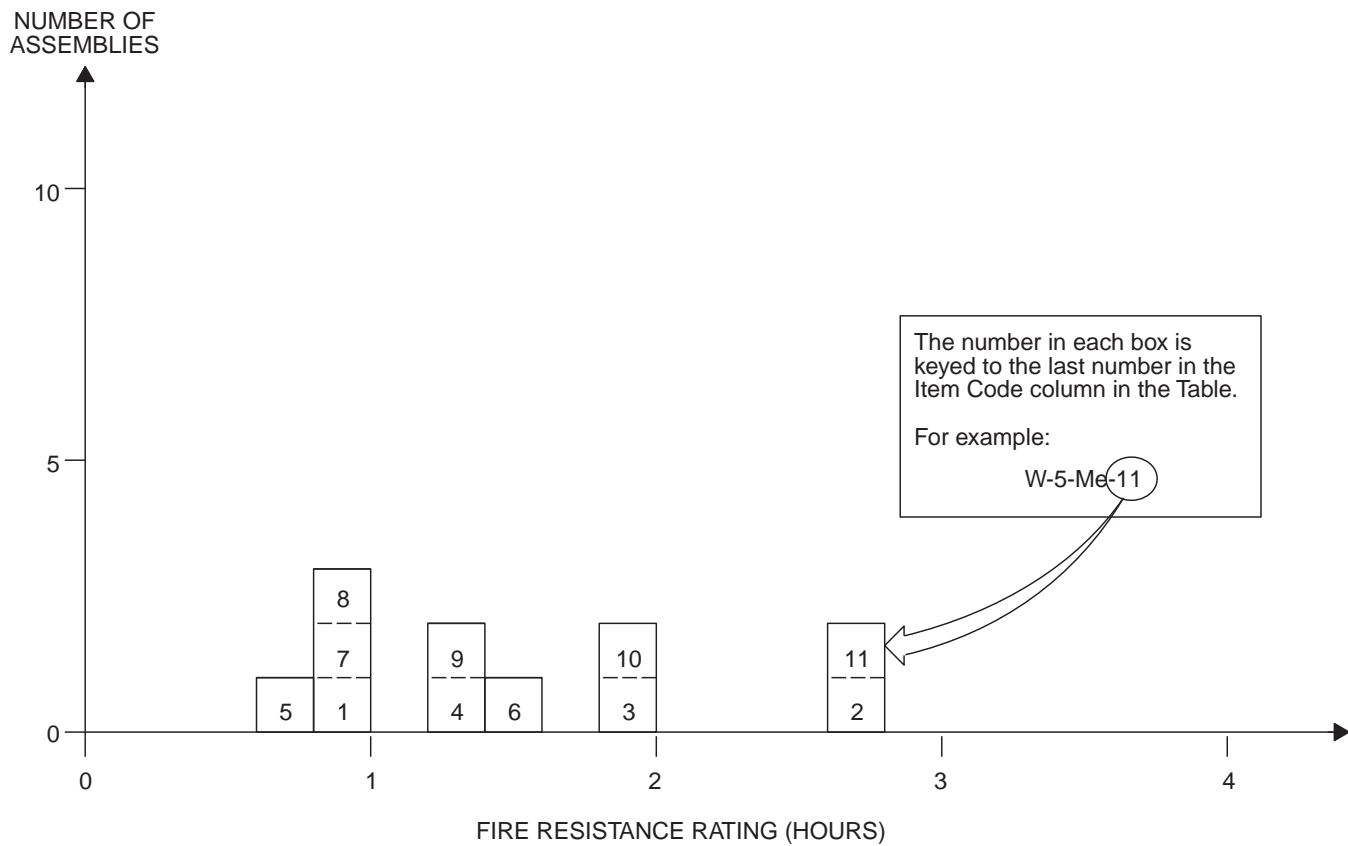 NUMBER OF
ASSEMBLIES
10
5
0
The number in each box is
keyed to the last number in the
Item Code column in the Table.
For example:
W-5-Me-11
8
7
9
10
11
5
1
4
6
3
2
0
1
2
3
4
FIRE RESISTANCE RATING (HOURS)